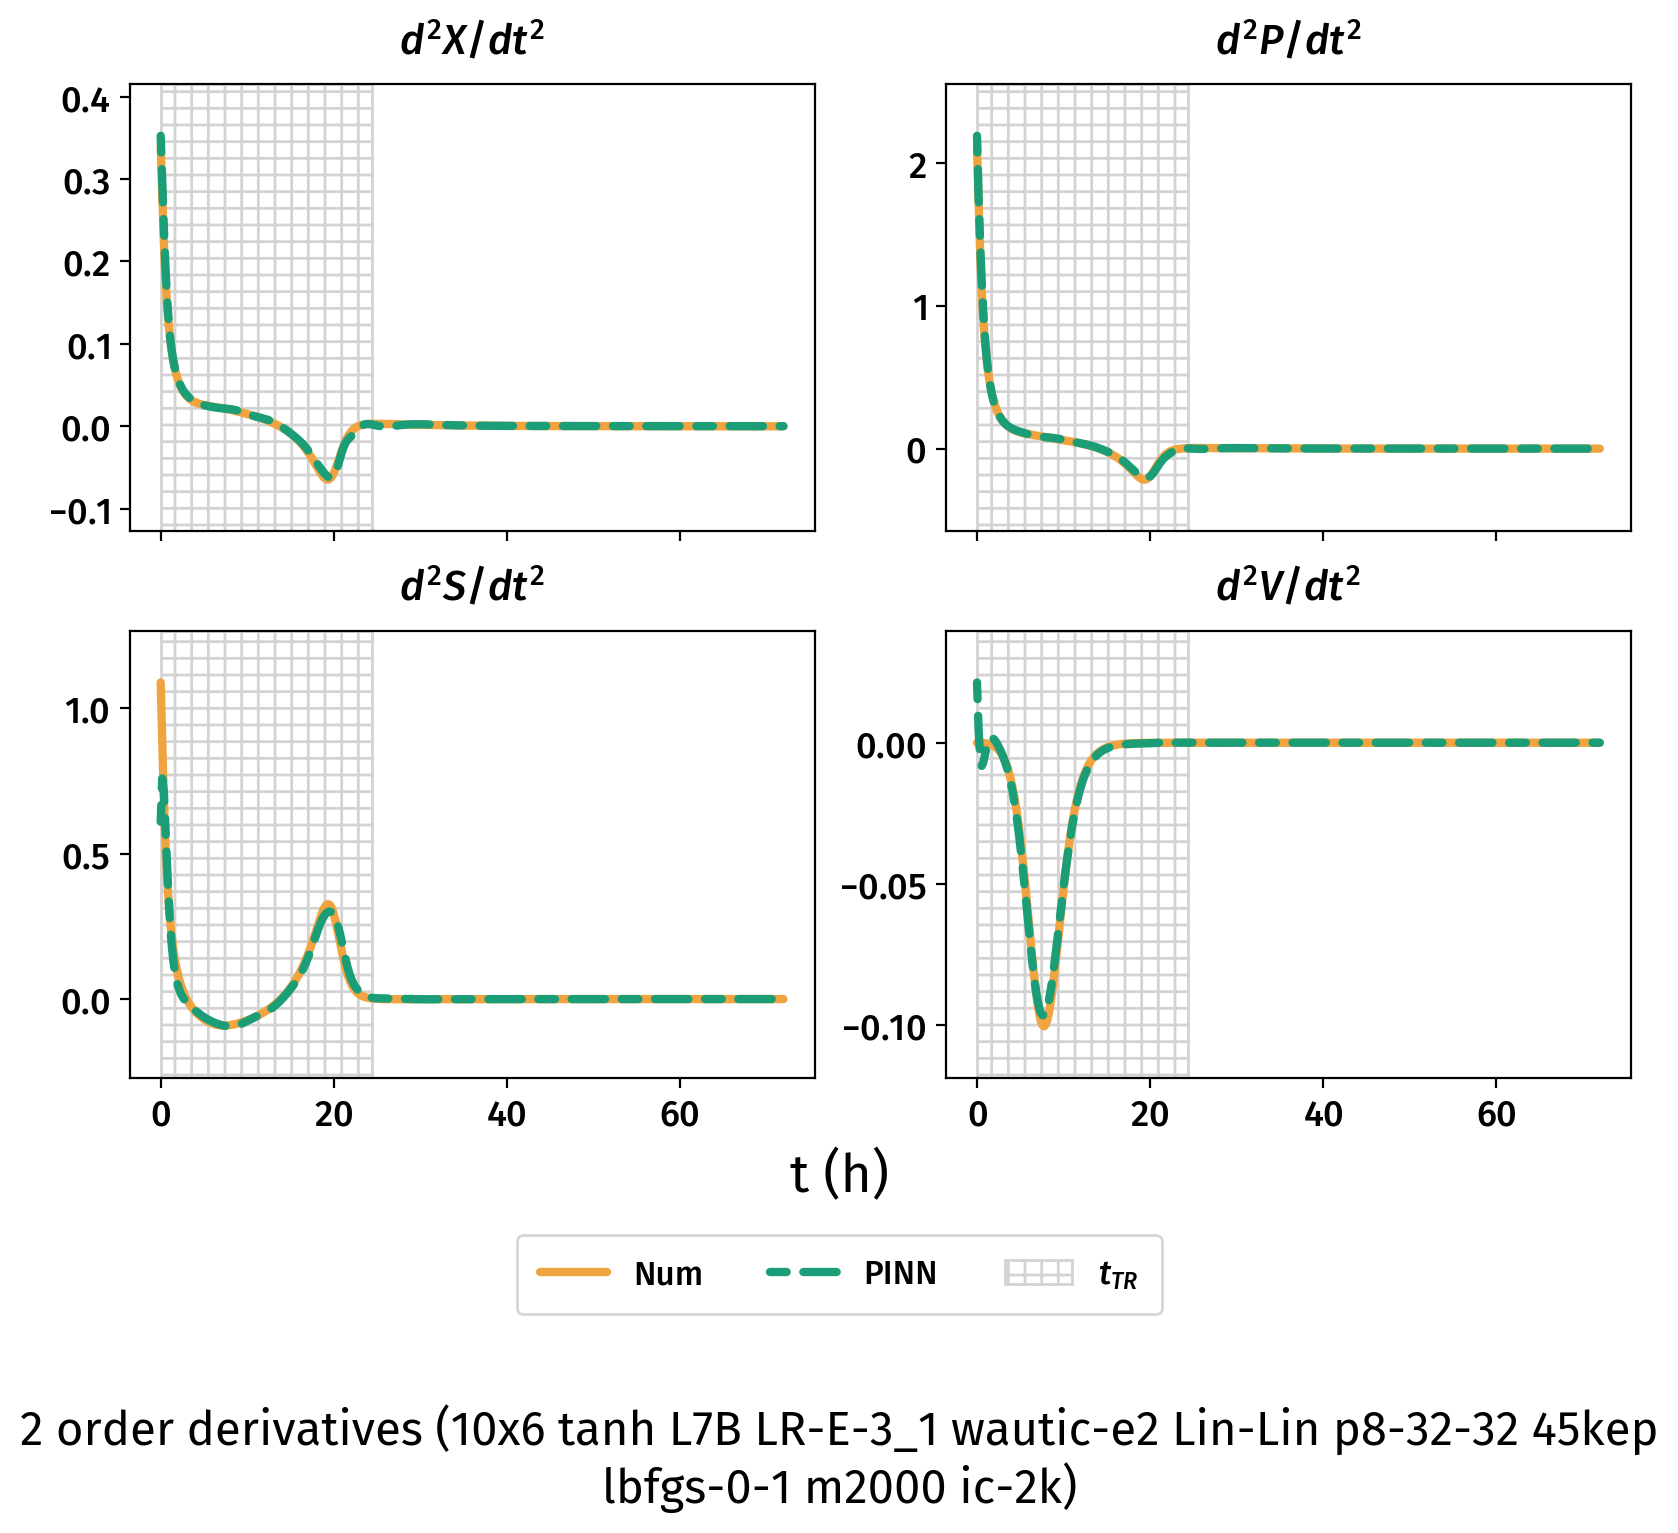 d²X/dt²
d²P/dt²
0.4
0.3
0.2
0.1
0.0
−0.1
2
1
0
d²S/dt²
d²V/dt²
1.0
0.5
0.0
0.00
−0.05
−0.10
0 20 40 60
0 20 40 60
t (h)
Num PINN t_TR
2 order derivatives (10x6 tanh L7B LR-E-3_1 wautic-e2 Lin-Lin p8-32-32 45kep
lbfgs-0-1 m2000 ic-2k)